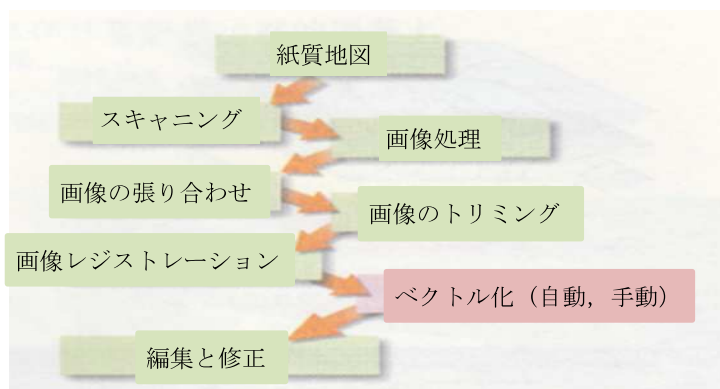 紙質地図
スキャニング
画像処理
画像の張り合わせ
画像のトリミング
画像レジストレーション
ベクトル化（自動，手動）
編集と修正